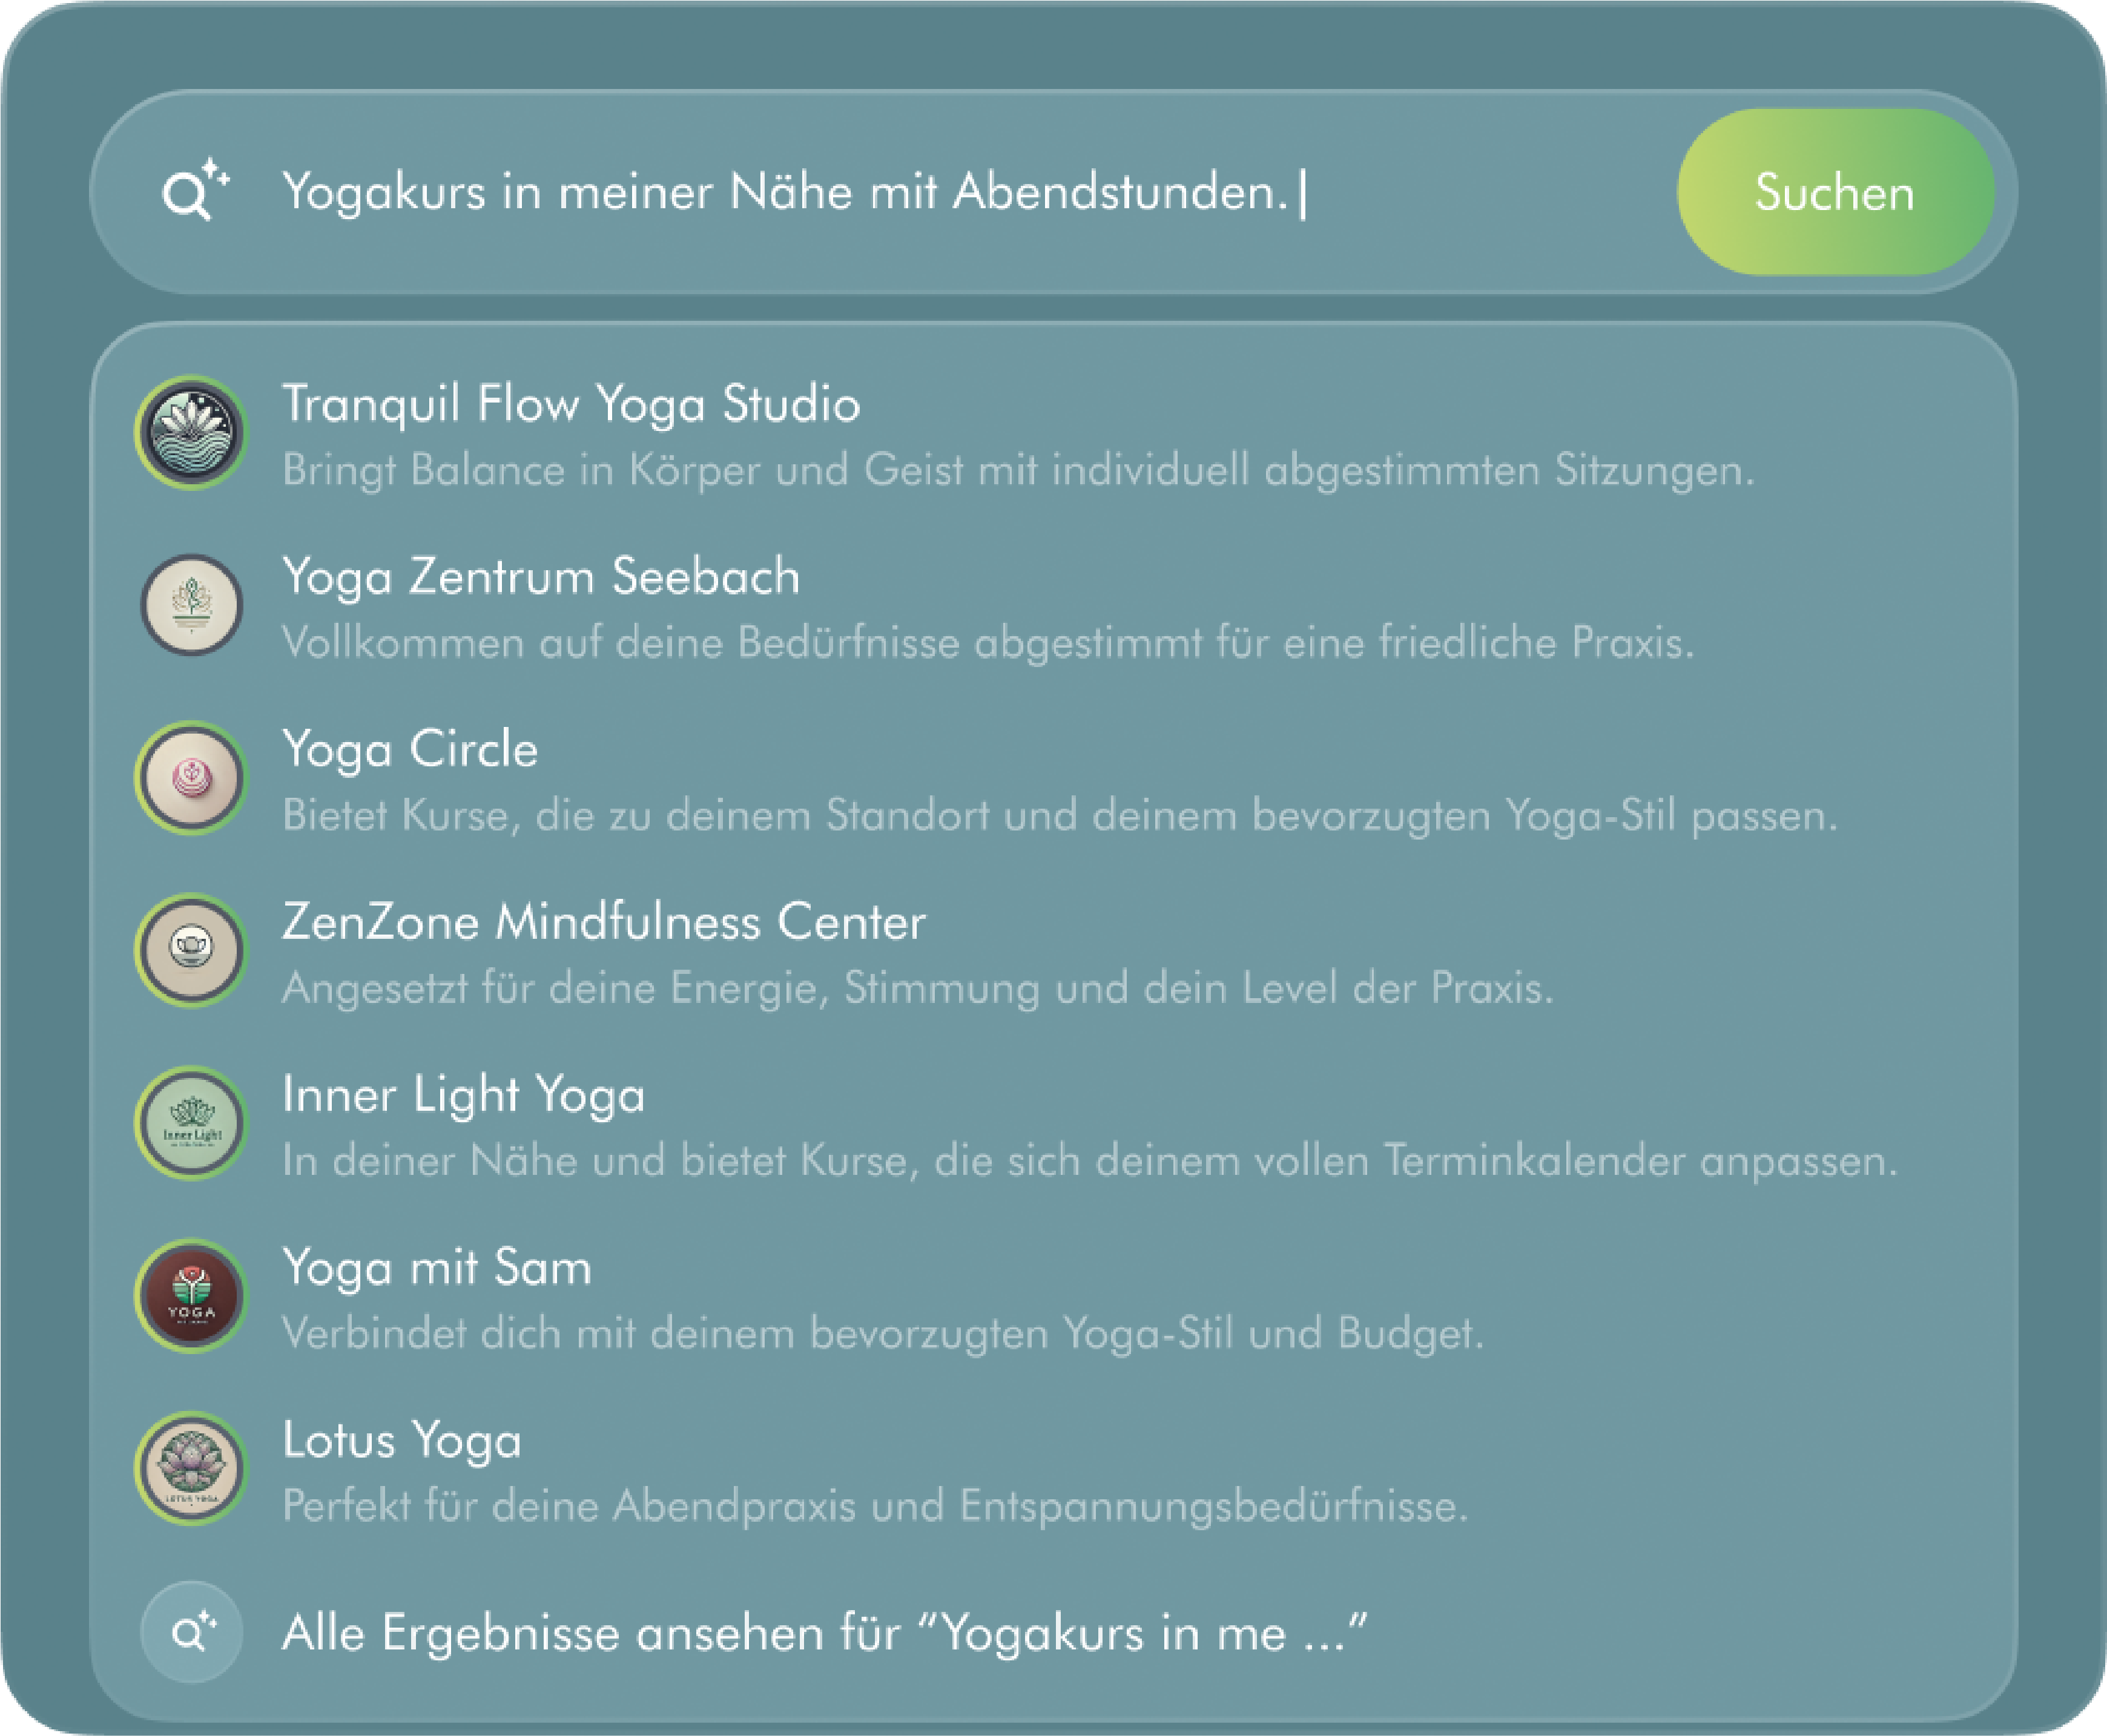 Yogakurs in meiner Nähe mit Abendstunden.
Suchen
Tranquil Flow Yoga Studio
Bringt Balance in Körper und Geist mit individuell abgestimmten Sitzungen.
Yoga Zentrum Seebach
Vollkommen auf deine Bedürfnisse abgestimmt für eine friedliche Praxis.
Yoga Circle
Bietet Kurse, die zu deinem Standort und deinem bevorzugten Yoga-Stil passen.
ZenZone Mindfulness Center
Angesetzt für deine Energie, Stimmung und dein Level der Praxis.
Inner Light Yoga
Inner Light
In deiner Nähe und bietet Kurse, die sich deinem vollen Terminkalender anpassen.
Yoga mit Sam
YOGA
Verbindet dich mit deinem bevorzugten Yoga-Stil und Budget.
Lotus Yoga
LOTUS YOGA
Perfekt für deine Abendpraxis und Entspannungsbedürfnisse.
Alle Ergebnisse ansehen für “Yogakurs in me ...”